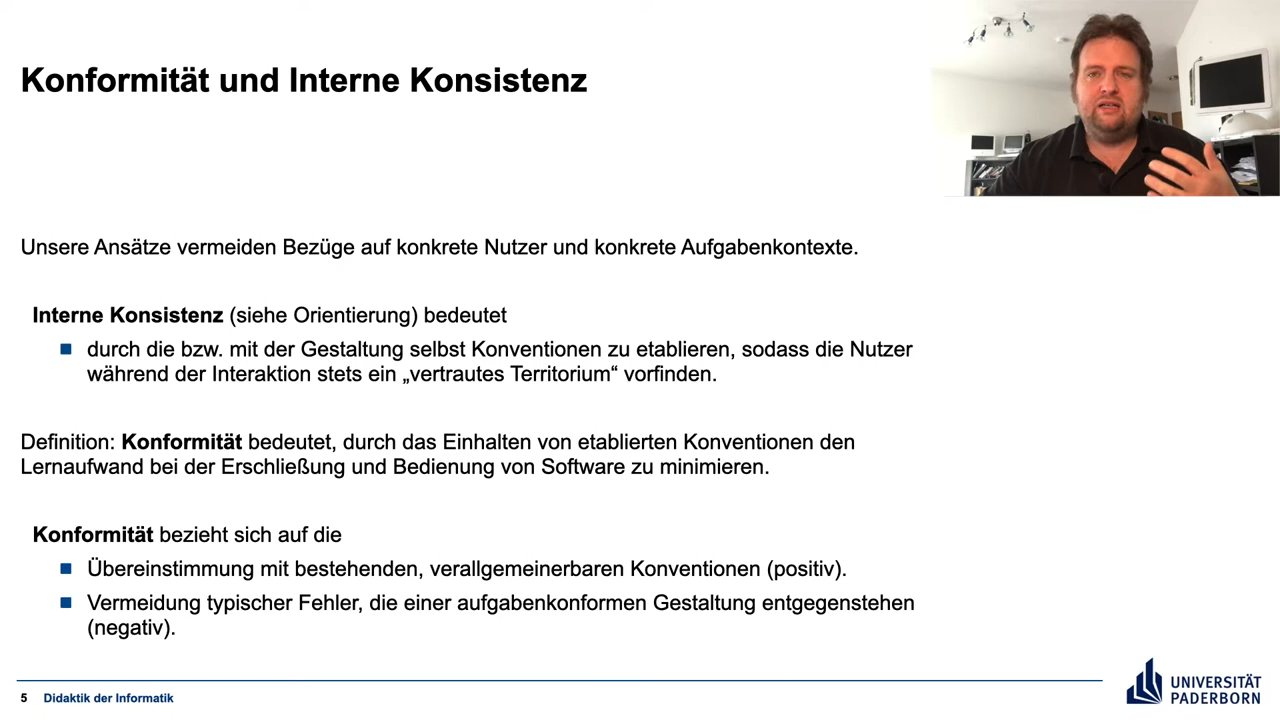 Konformität und Interne Konsistenz
Unsere Ansätze vermeiden Bezüge auf konkrete Nutzer und konkrete Aufgabenkontexte.
Interne Konsistenz (siehe Orientierung) bedeutet
durch die bzw. mit der Gestaltung selbst Konventionen zu etablieren, sodass die Nutzer
während der Interaktion stets ein „vertrautes Territorium“ vorfinden.
Definition: Konformität bedeutet, durch das Einhalten von etablierten Konventionen den
Lernaufwand bei der Erschließung und Bedienung von Software zu minimieren.
Konformität bezieht sich auf die
Übereinstimmung mit bestehenden, verallgemeinerbaren Konventionen (positiv).
Vermeidung typischer Fehler, die einer aufgabenkonformen Gestaltung entgegenstehen
(negativ).
5 Didaktik der Informatik
UNIVERSITÄT
PADERBORN